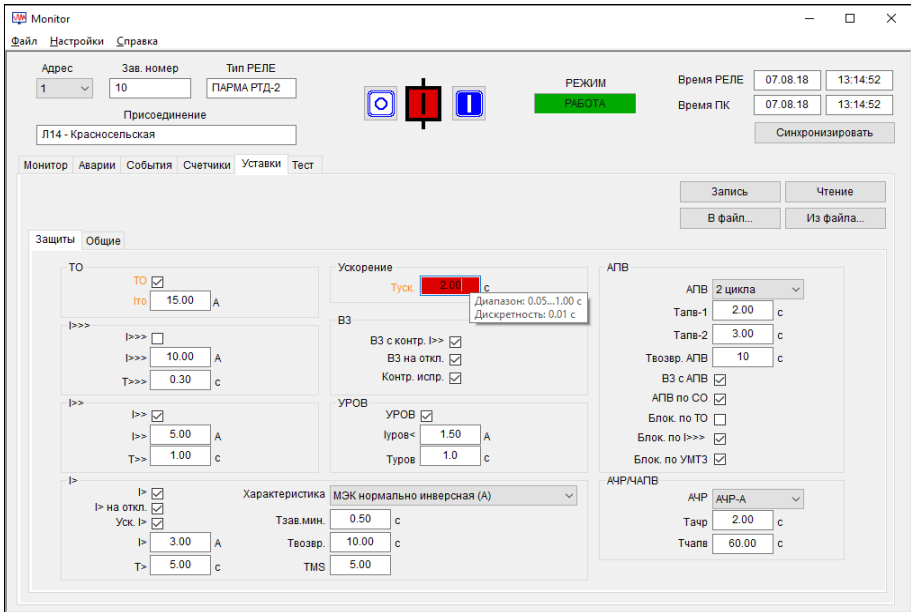 Monitor
Файл Настройки Справка
Адрес Зав. номер Тип РЕЛЕ
1 10 ПАРМА РТД-2
Присоединение
Л14 - Красносельская
РЕЖИМ
РАБОТА
Время РЕЛЕ 07.08.18 13:14:52
Время ПК 07.08.18 13:14:52
Синхронизировать
Монитор Аварии События Счетчики Уставки Тест
Запись Чтение
В файл... Из файла...
Защиты Общие
ТО
ТО
Iто 15.00 А
I>>>
I>>>
I>>> 10.00 А
T>>> 0.30 с
I>>
I>>
I>> 5.00 А
T>> 1.00 с
I>
I>
I> на откл.
Уск. I>
I> 3.00 А
T> 5.00 с
Характеристика МЭК нормально инверсная (А)
Тзав.мин. 0.50 с
Твозвр. 10.00 с
TMS 5.00
Ускорение
Туск. 2.00 с
Диапазон: 0.05...1.00 с
Дискретность: 0.01 с
ВЗ
ВЗ с контр. I>>
ВЗ на откл.
Контр. испр.
УРОВ
УРОВ
Iуров< 1.50 А
Туров 1.0 с
АПВ
АПВ 2 цикла
Тапв-1 2.00 с
Тапв-2 3.00 с
Твозвр. АПВ 10 с
ВЗ с АПВ
АПВ по СО
Блок. по ТО
Блок. по I>>>
Блок. по УМТЗ
АЧР/ЧАПВ
АЧР АЧР-А
Тачр 2.00 с
Тчапв 60.00 с